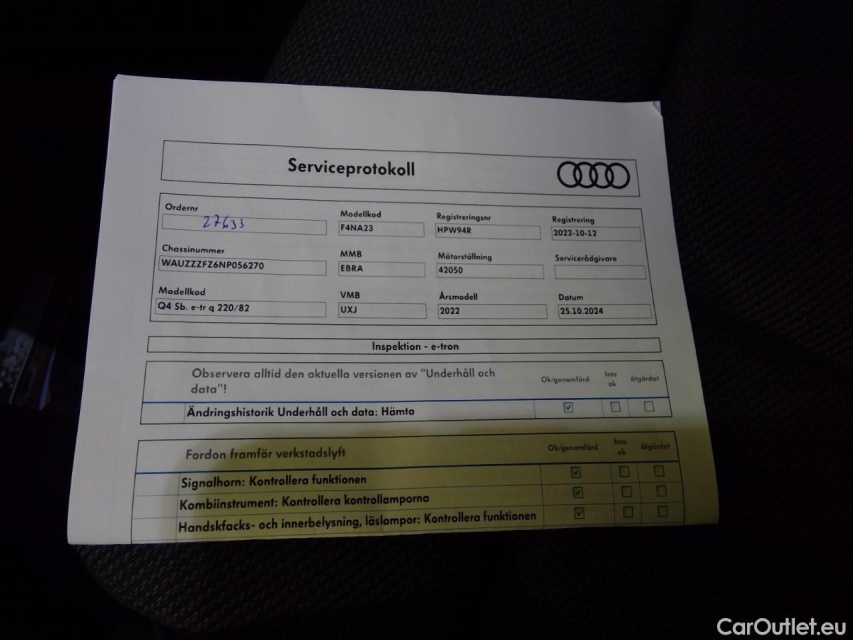 Serviceprotokoll
Ordernr
27633
Modellkod
F4NA23
Registreringsnr
HPW94R
Registrering
2022-10-12
Chassinummer
WAUZZZFZ6NP056270
MMB
EBRA
Mätarställning
42050
Servicerådgivare
Modellkod
Q4 Sb. e-tr q 220/82
VMB
UXJ
Årsmodell
2022
Datum
25.10.2024
Inspektion - e-tron
Observera alltid den aktuella versionen av "Underhåll och
data"!
Ok/genomförd
Inte
ok
åtgärdat
Ändringshistorik Underhåll och data: Hämta
Fordon framför verkstadslyft
Ok/genomförd
Inte
ok
åtgärdat
Signalhorn: Kontrollera funktionen
Kombiinstrument: Kontrollera kontrollamporna
Handskfacks- och innerbelysning, läslampor: Kontrollera funktionen
CarOutlet.eu